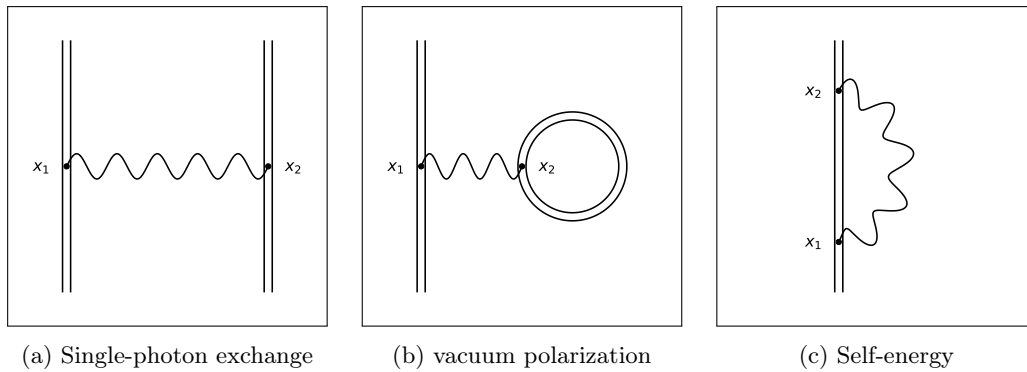 x₁ x₂
x₁ x₂
x₂
x₁
(a) Single-photon exchange
(b) vacuum polarization
(c) Self-energy